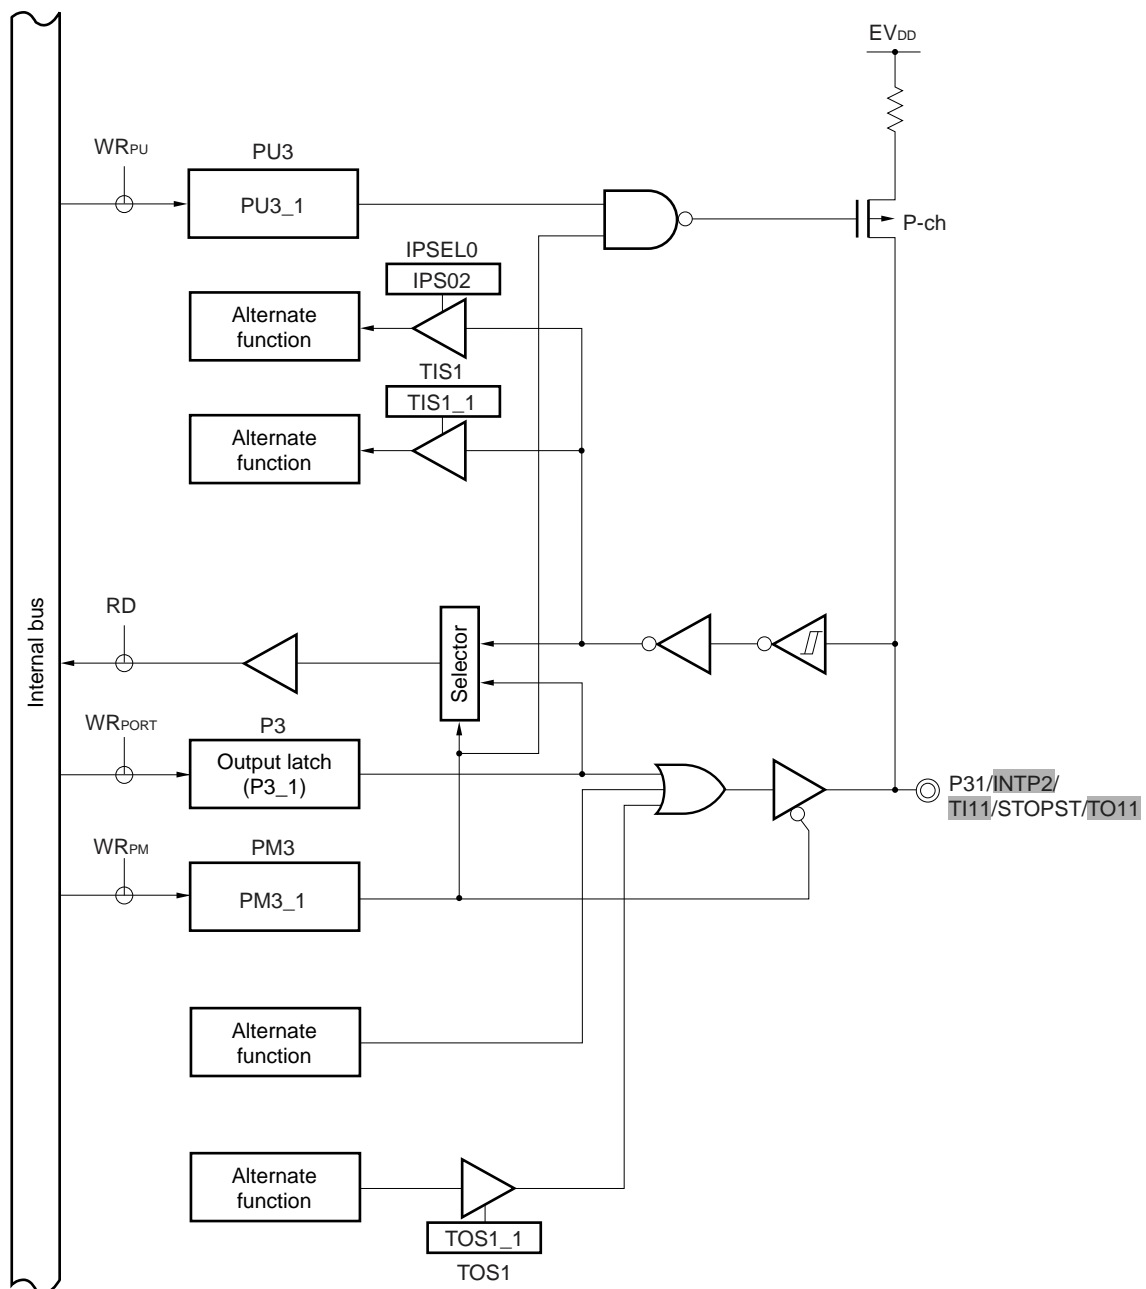 EVDD
WRPU
PU3
PU3_1
P-ch
IPSEL0
IPS02
Alternate
function
TIS1
TIS1_1
Alternate
function
Internal bus
RD
Selector
WRPORT
P3
Output latch
(P3_1)
P31/INTP2/
TI11/STOPST/TO11
WRPM
PM3
PM3_1
Alternate
function
Alternate
function
TOS1_1
TOS1